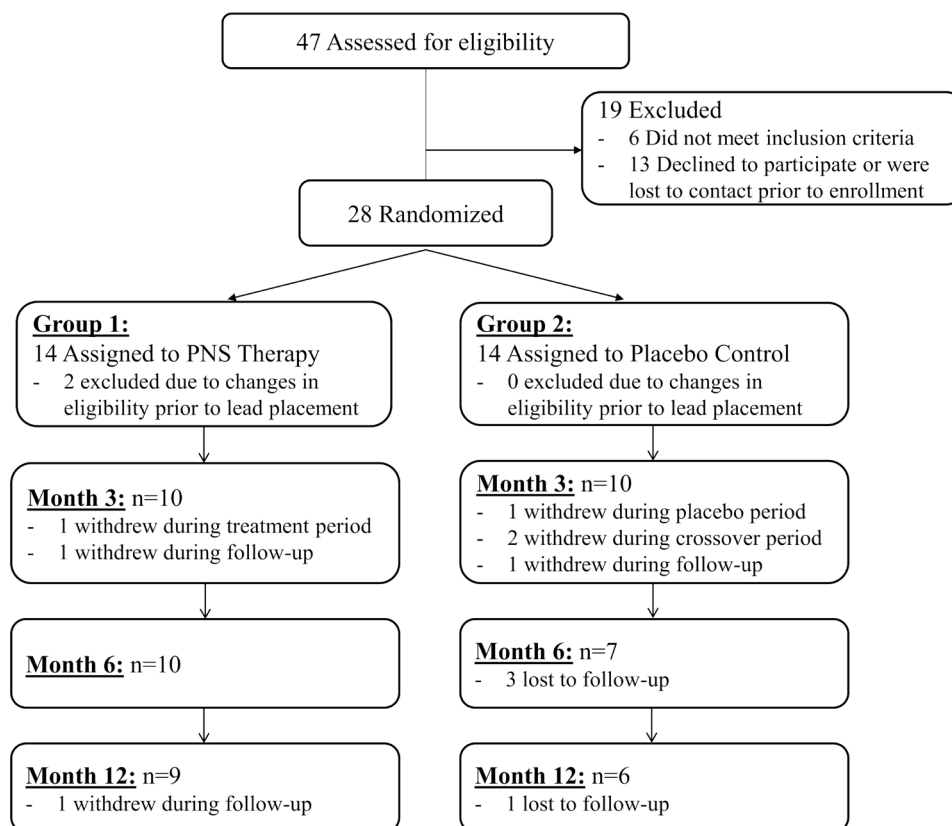 47 Assessed for eligibility
19 Excluded
- 6 Did not meet inclusion criteria
- 13 Declined to participate or were
lost to contact prior to enrollment
28 Randomized
Group 1:
14 Assigned to PNS Therapy
- 2 excluded due to changes in
eligibility prior to lead placement
Group 2:
14 Assigned to Placebo Control
- 0 excluded due to changes in
eligibility prior to lead placement
Month 3: n=10
- 1 withdrew during treatment period
- 1 withdrew during follow-up
Month 3: n=10
- 1 withdrew during placebo period
- 2 withdrew during crossover period
- 1 withdrew during follow-up
Month 6: n=10
Month 6: n=7
- 3 lost to follow-up
Month 12: n=9
- 1 withdrew during follow-up
Month 12: n=6
- 1 lost to follow-up